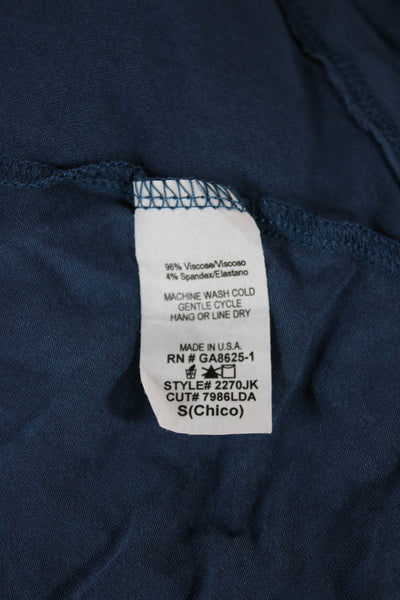 96% Viscose/Viscoso
4% Spandex/Elastano
MACHINE WASH COLD
GENTLE CYCLE
HANG OR LINE DRY
MADE IN U.S.A.
RN # GA8625-1
STYLE# 2270JK
CUT# 7986LDA
S(Chico)